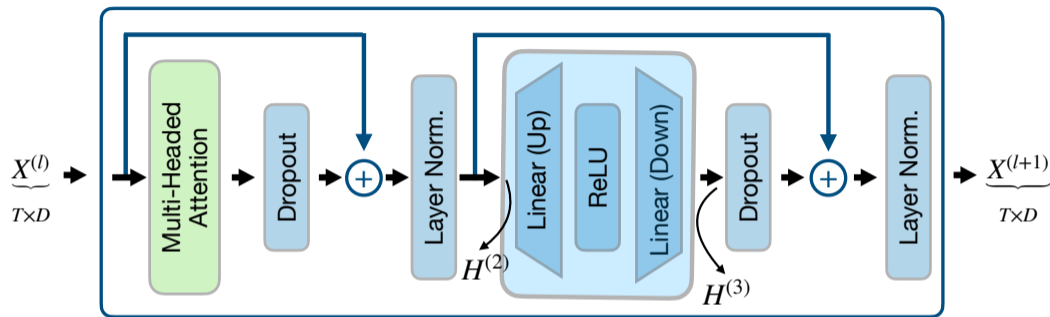 X^{(l)}
T×D
Multi-Headed
Attention
Dropout
+
Layer Norm.
H^{(2)}
Linear (Up)
ReLU
Linear (Down)
H^{(3)}
Dropout
+
Layer Norm.
X^{(l+1)}
T×D